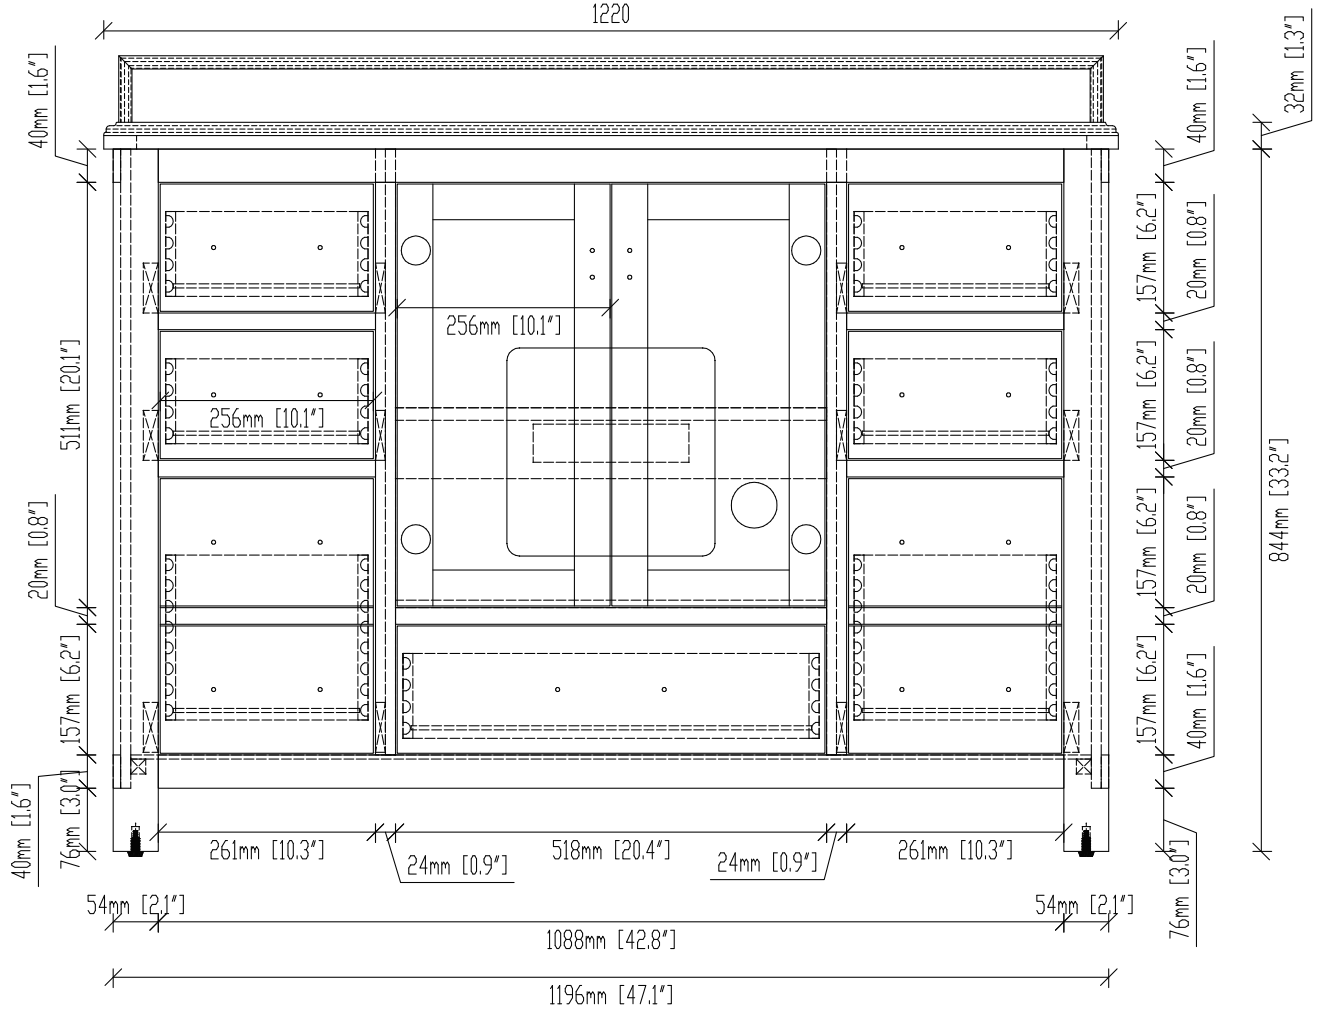 1220
40mm [1.6"]
40mm [1.6"]
32mm [1.3"]
157mm [6.2"]
20mm [0.8"]
256mm [10.1"]
511mm [20.1"]
256mm [10.1"]
157mm [6.2"]
20mm [0.8"]
844mm [33.2"]
20mm [0.8"]
157mm [6.2"]
20mm [0.8"]
157mm [6.2"]
157mm [6.2"]
40mm [1.6"]
40mm [1.6"]
76mm [3.0"]
261mm [10.3"]
24mm [0.9"]
518mm [20.4"]
24mm [0.9"]
261mm [10.3"]
76mm [3.0"]
54mm [2.1"]
54mm [2.1"]
1088mm [42.8"]
1196mm [47.1"]